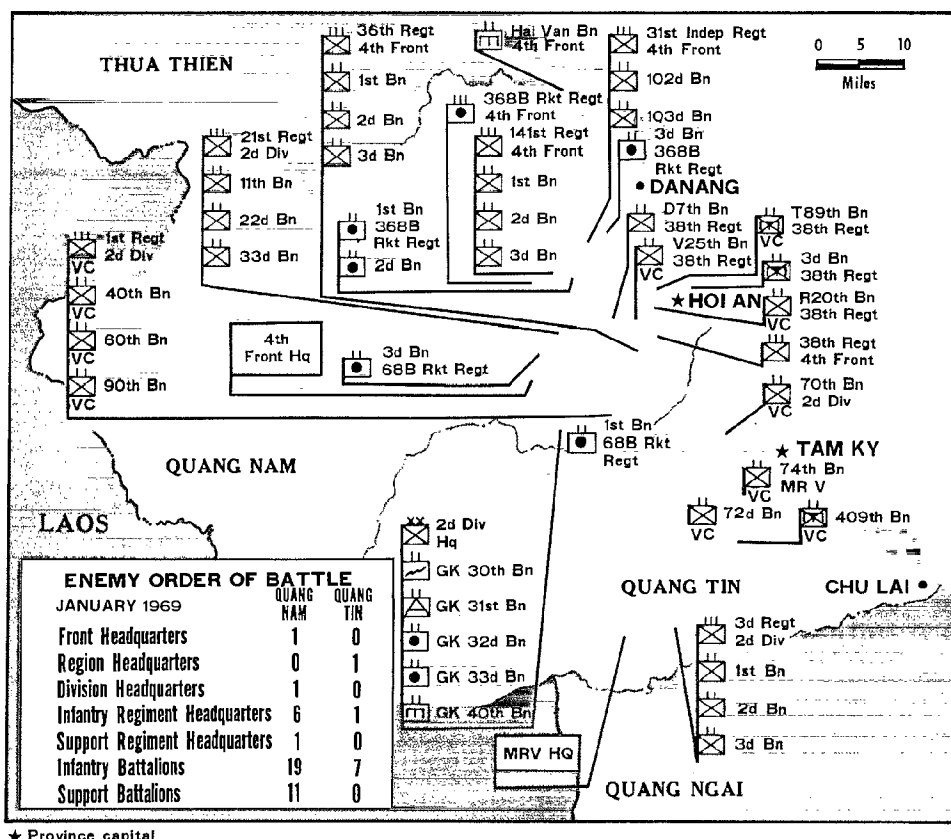 THUA THIEN
36th Regt
4th Front
1st Bn
2d Bn
3d Bn
Hai Van Bn
4th Front
31st Indep Regt
4th Front
102d Bn
103d Bn
3d Bn
368B
Rkt Regt
0 5 10
Miles
368B Rkt Regt
4th Front
141st Regt
4th Front
1st Bn
2d Bn
3d Bn
21st Regt
2d Div
11th Bn
22d Bn
33d Bn
1st Bn
368B
Rkt Regt
2d Bn
DANANG
D7th Bn
38th Regt
V25th Bn
38th Regt
VC
T89th Bn
38th Regt
VC
3d Bn
38th Regt
HOI AN
R20th Bn
38th Regt
VC
38th Regt
4th Front
70th Bn
2d Div
VC
1st Regt
2d Div
VC
40th Bn
VC
60th Bn
VC
90th Bn
VC
4th
Front Hq
3d Bn
68B Rkt Regt
1st Bn
68B Rkt
Regt
TAM KY
74th Bn
MR V
VC
72d Bn
VC
409th Bn
QUANG NAM
LAOS
2d Div
Hq
GK 30th Bn
GK 31st Bn
GK 32d Bn
GK 33d Bn
GK 40th Bn
MRV HQ
QUANG TIN
CHU LAI
3d Regt
2d Div
1st Bn
2d Bn
3d Bn
QUANG NGAI
ENEMY ORDER OF BATTLE
JANUARY 1969 QUANG NAM QUANG TIN
Front Headquarters 1 0
Region Headquarters 0 1
Division Headquarters 1 0
Infantry Regiment Headquarters 6 1
Support Regiment Headquarters 1 0
Infantry Battalions 19 7
Support Battalions 11 0
★ Province capital